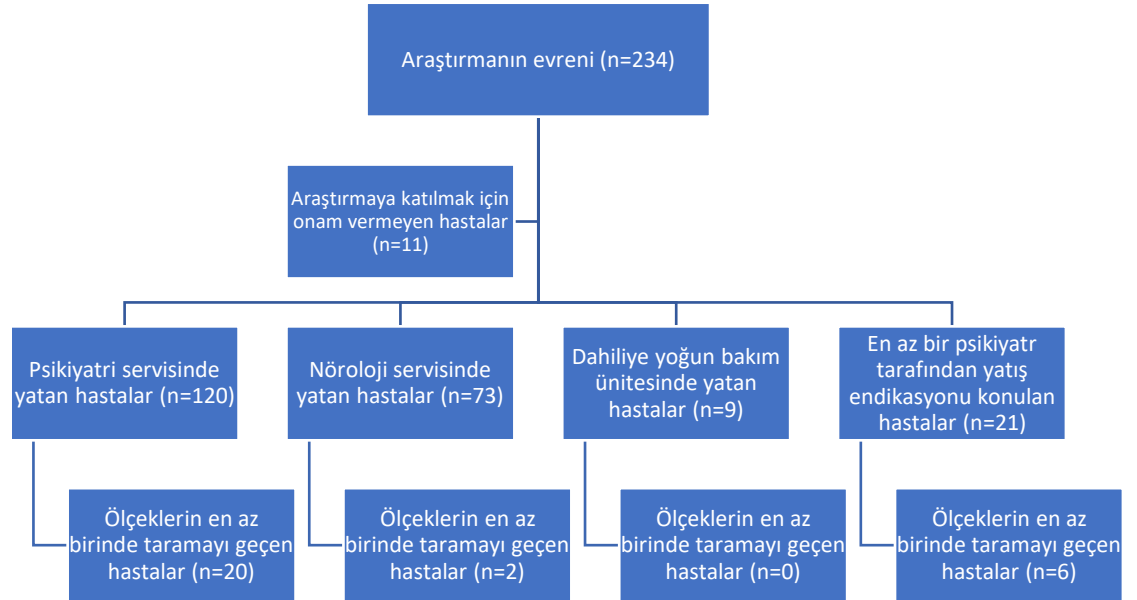 Araştırmanın evreni (n=234)
Araştırmaya katılmak için
onam vermeyen hastalar
(n=11)
Psikiyatri servisinde
yatan hastalar (n=120)
Nöroloji servisinde
yatan hastalar (n=73)
Dahiliye yoğun bakım
ünitesinde yatan
hastalar (n=9)
En az bir psikiyatr
tarafından yatış
endikasyonu konulan
hastalar (n=21)
Ölçeklerin en az
birinde taramayı geçen
hastalar (n=20)
Ölçeklerin en az
birinde taramayı geçen
hastalar (n=2)
Ölçeklerin en az
birinde taramayı geçen
hastalar (n=0)
Ölçeklerin en az
birinde taramayı geçen
hastalar (n=6)